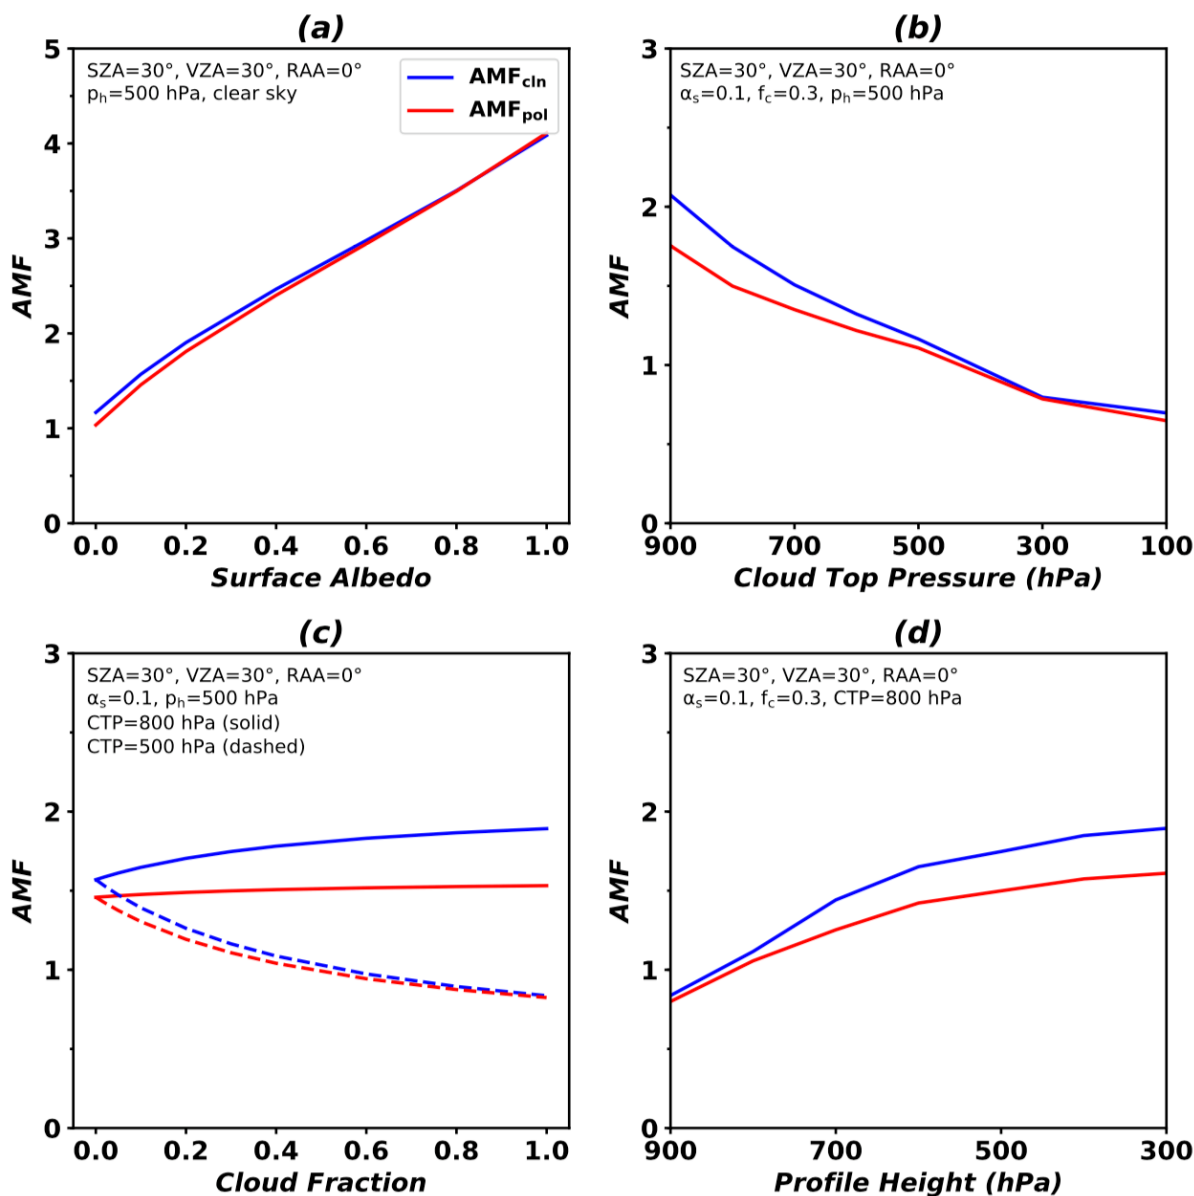 (a)
5
4
3
2
1
0
AMF
SZA=30°, VZA=30°, RAA=0°
pₕ=500 hPa, clear sky
AMFcln
AMFpol
0.0 0.2 0.4 0.6 0.8 1.0
Surface Albedo
(b)
3
2
1
0
AMF
SZA=30°, VZA=30°, RAA=0°
αₛ=0.1, f꜀=0.3, pₕ=500 hPa
900 700 500 300 100
Cloud Top Pressure (hPa)
(c)
3
2
1
0
AMF
SZA=30°, VZA=30°, RAA=0°
αₛ=0.1, pₕ=500 hPa
CTP=800 hPa (solid)
CTP=500 hPa (dashed)
0.0 0.2 0.4 0.6 0.8 1.0
Cloud Fraction
(d)
3
2
1
0
AMF
SZA=30°, VZA=30°, RAA=0°
αₛ=0.1, f꜀=0.3, CTP=800 hPa
900 700 500 300
Profile Height (hPa)